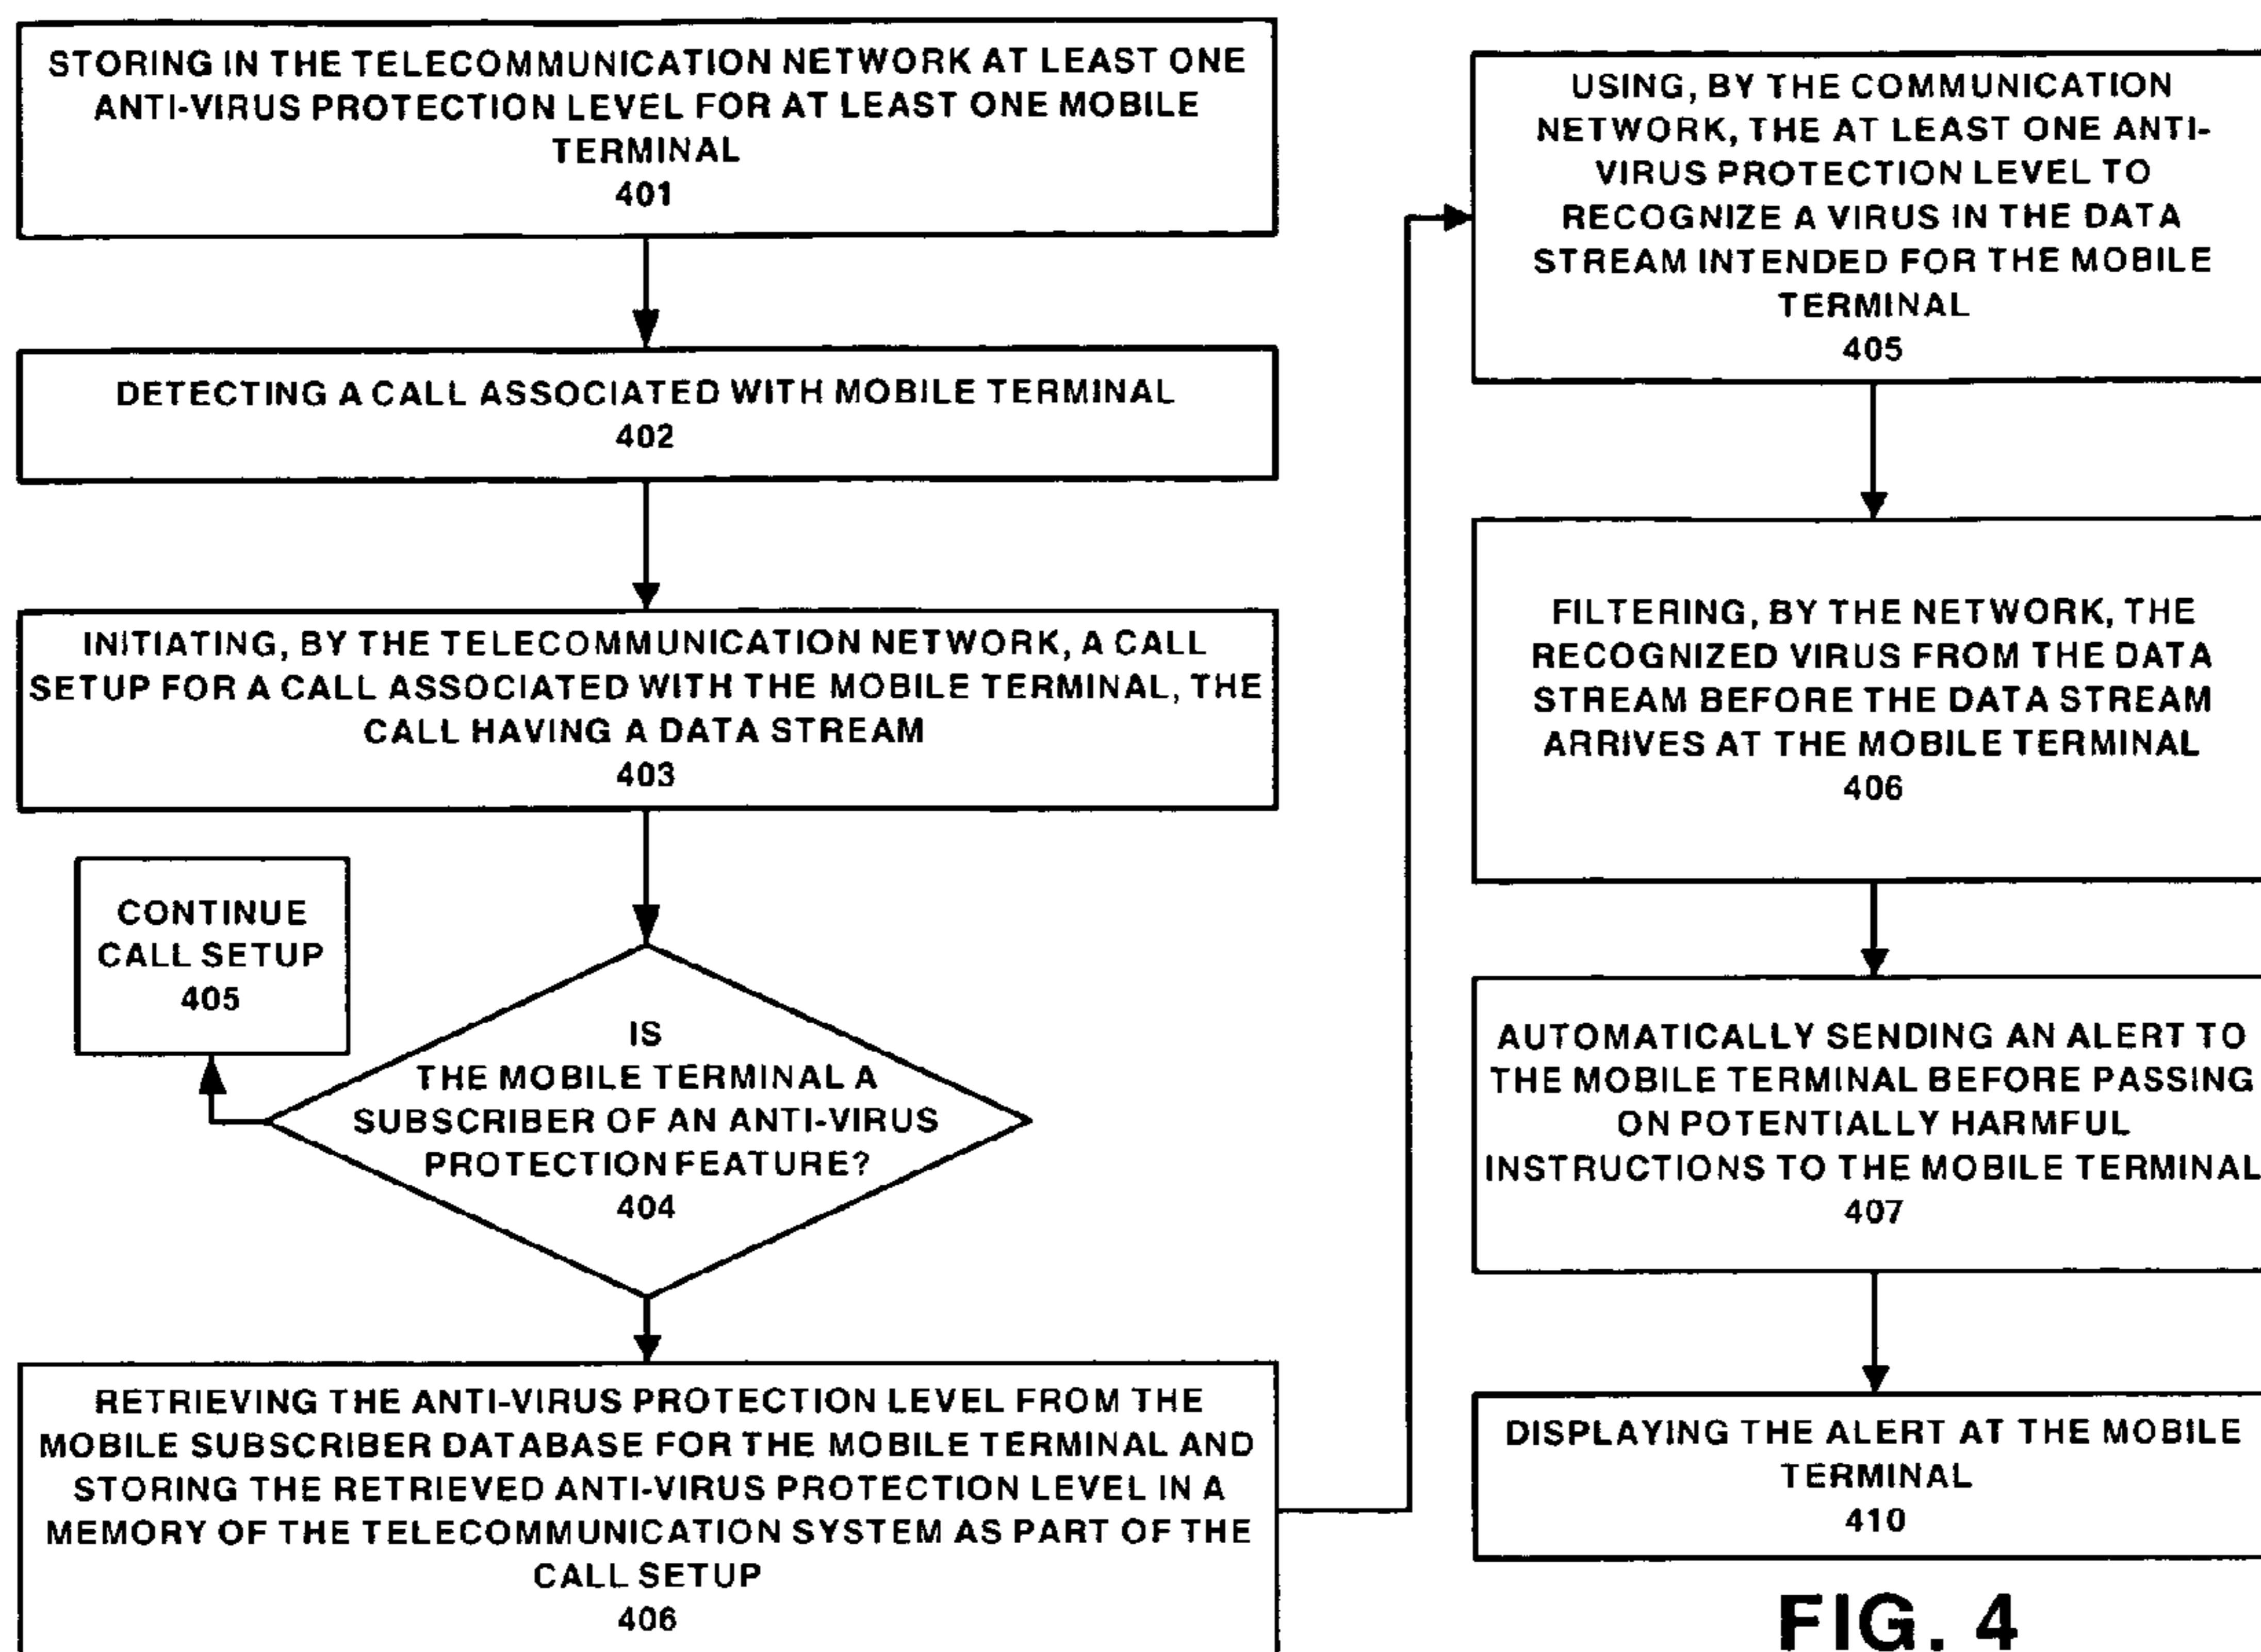 STORING IN THE TELECOMMUNICATION NETWORK AT LEAST ONE
ANTI-VIRUS PROTECTION LEVEL FOR AT LEAST ONE MOBILE
TERMINAL
401
DETECTING A CALL ASSOCIATED WITH MOBILE TERMINAL
402
INITIATING, BY THE TELECOMMUNICATION NETWORK, A CALL
SETUP FOR A CALL ASSOCIATED WITH THE MOBILE TERMINAL, THE
CALL HAVING A DATA STREAM
403
CONTINUE
CALL SETUP
405
IS
THE MOBILE TERMINAL A
SUBSCRIBER OF AN ANTI-VIRUS
PROTECTION FEATURE?
404
RETRIEVING THE ANTI-VIRUS PROTECTION LEVEL FROM THE
MOBILE SUBSCRIBER DATABASE FOR THE MOBILE TERMINAL AND
STORING THE RETRIEVED ANTI-VIRUS PROTECTION LEVEL IN A
MEMORY OF THE TELECOMMUNICATION SYSTEM AS PART OF THE
CALL SETUP
406
USING, BY THE COMMUNICATION
NETWORK, THE AT LEAST ONE ANTI-
VIRUS PROTECTION LEVEL TO
RECOGNIZE A VIRUS IN THE DATA
STREAM INTENDED FOR THE MOBILE
TERMINAL
405
FILTERING, BY THE NETWORK, THE
RECOGNIZED VIRUS FROM THE DATA
STREAM BEFORE THE DATA STREAM
ARRIVES AT THE MOBILE TERMINAL
406
AUTOMATICALLY SENDING AN ALERT TO
THE MOBILE TERMINAL BEFORE PASSING
ON POTENTIALLY HARMFUL
INSTRUCTIONS TO THE MOBILE TERMINAL
407
DISPLAYING THE ALERT AT THE MOBILE
TERMINAL
410
FIG. 4